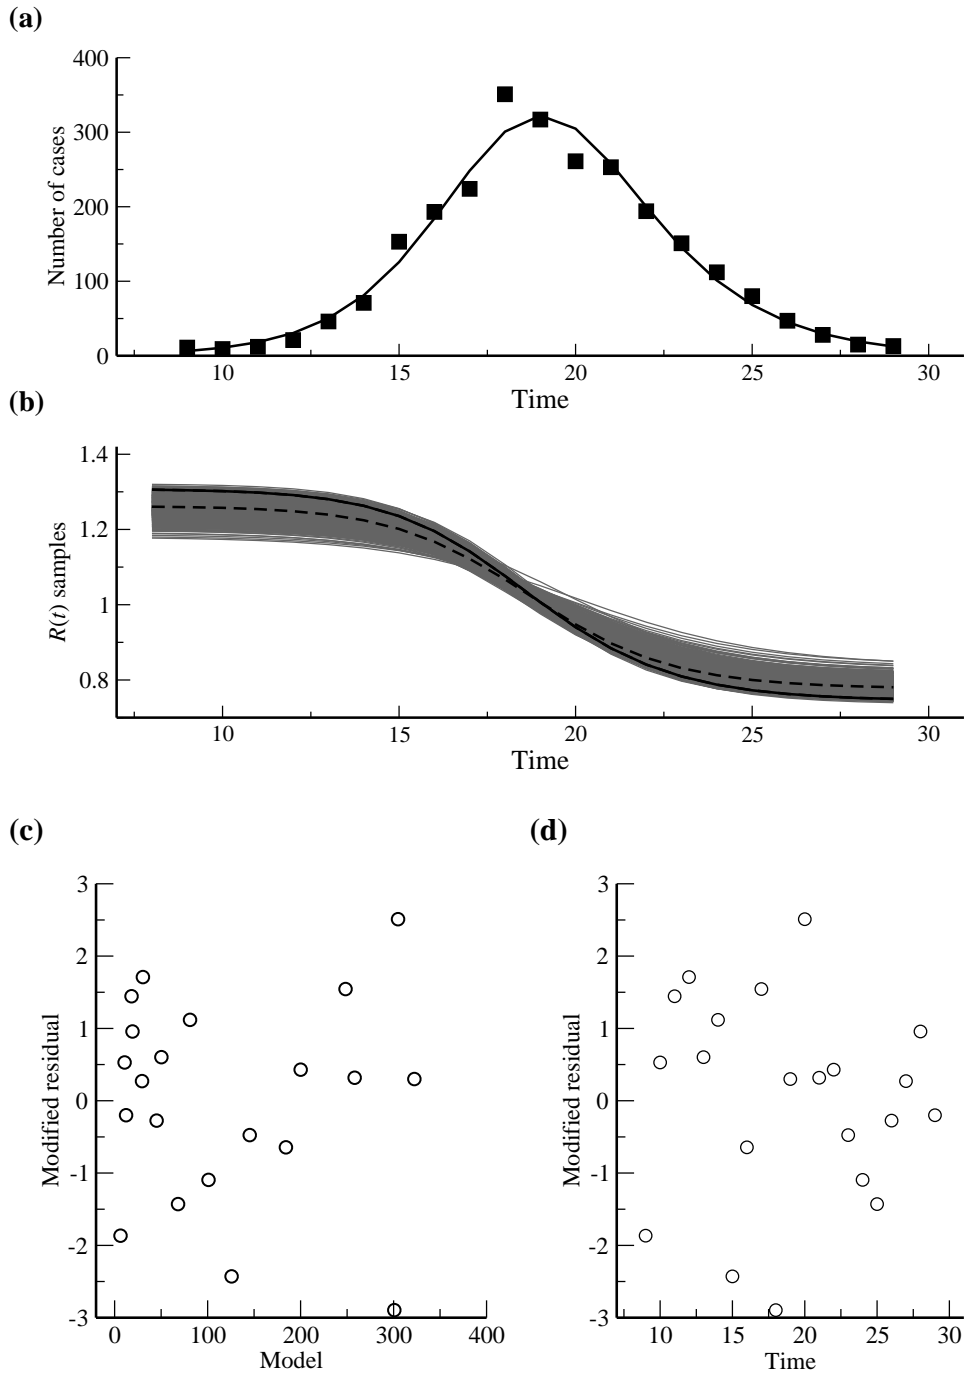 (a)
400
300
200
100
0
Number of cases
10 15 20 25 30
Time
(b)
1.4
1.2
1
0.8
R(t) samples
10 15 20 25 30
Time
(c)
3
2
1
0
-1
-2
-3
Modified residual
0 100 200 300 400
Model
(d)
3
2
1
0
-1
-2
-3
Modified residual
10 15 20 25 30
Time